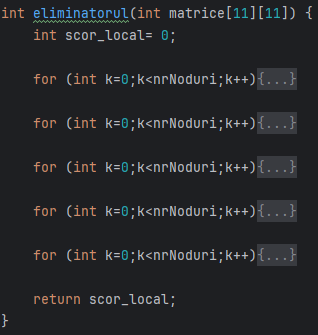 int eliminatorul(int matrice[11][11]) {
int scor_local= 0;
for (int k=0;k<nrNoduri;k++){...}
for (int k=0;k<nrNoduri;k++){...}
for (int k=0;k<nrNoduri;k++){...}
for (int k=0;k<nrNoduri;k++){...}
for (int k=0;k<nrNoduri;k++){...}
return scor_local;
}